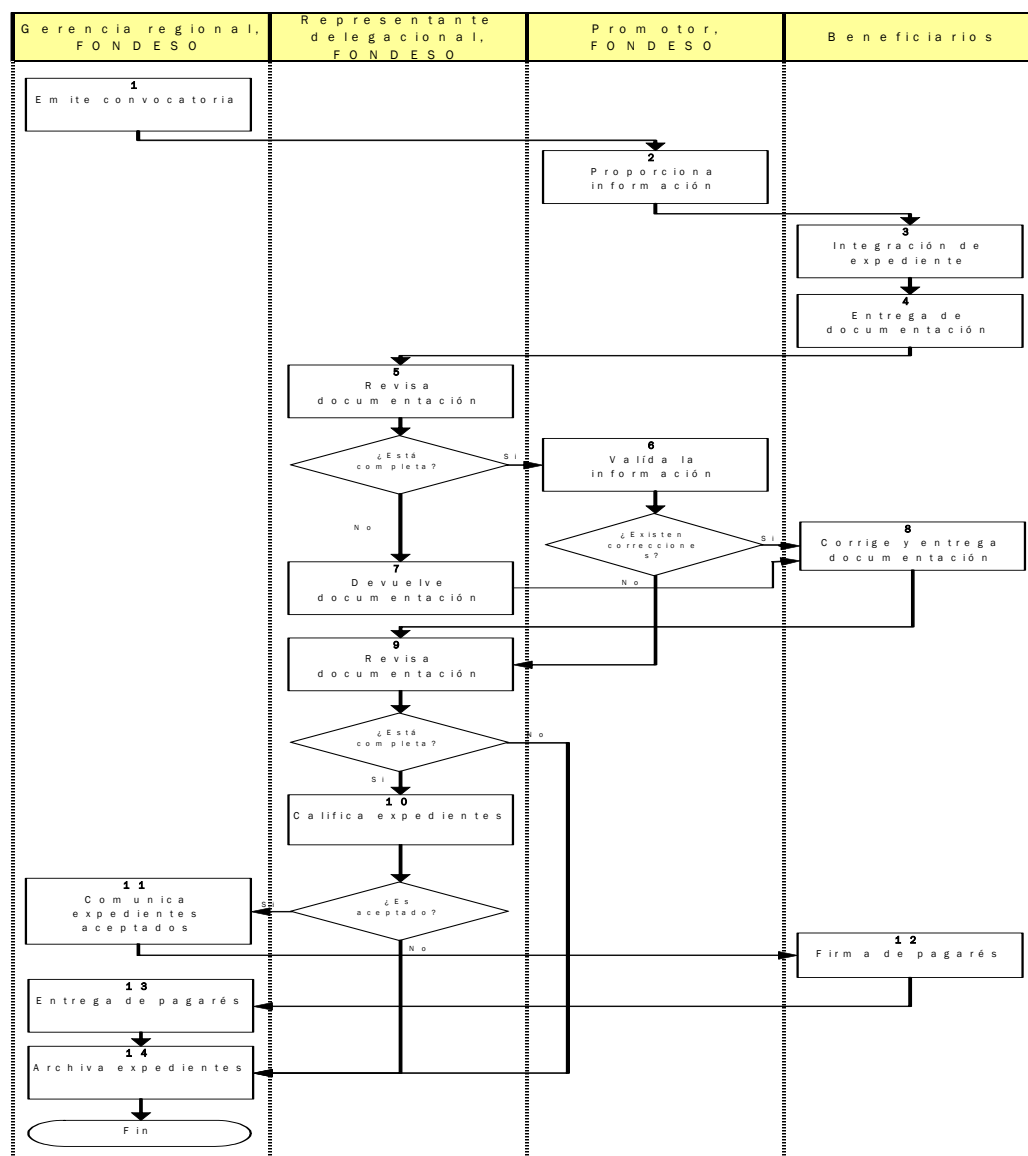 Gerencia regional,
FONDESO
Representante
delegacional,
FONDESO
Promotor,
FONDESO
Beneficiarios
1
Emite convocatoria
2
Proporciona
información
3
Integración de
expediente
4
Entrega de
documentación
5
Revisa
documentación
¿Está
completa?
Si
6
Valída la
información
No
¿Existen
correccione
s?
Si
8
Corrige y entrega
documentación
7
Devuelve
documentación
No
9
Revisa
documentación
¿Está
completa?
No
Si
10
Califica expedientes
11
Comunica
expedientes
aceptados
Si
¿Es
aceptado?
No
12
Firma de pagarés
13
Entrega de pagarés
14
Archiva expedientes
Fin